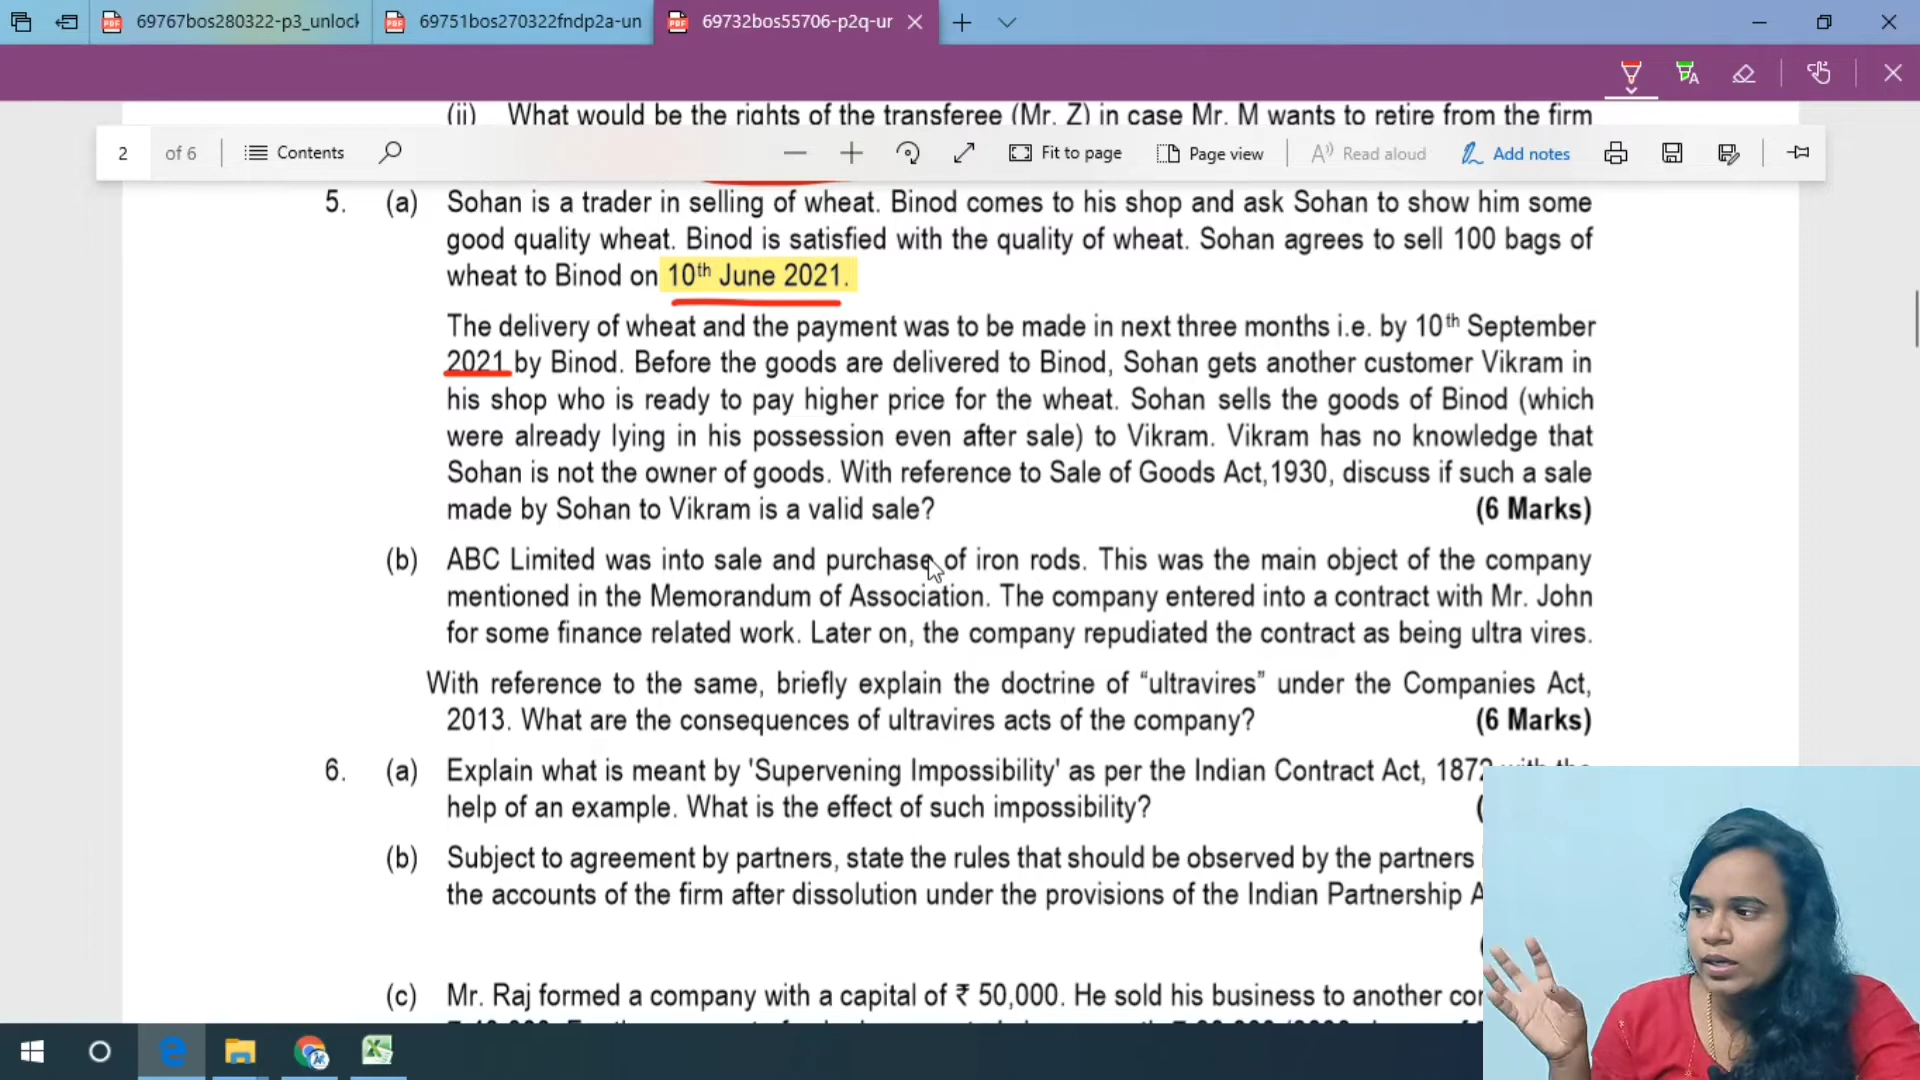 69767bos280322-p3_unlock
69751bos270322fndp2a-un
69732bos55706-p2q-ur
(ii) What would be the rights of the transferee (Mr. Z) in case Mr. M wants to retire from the firm
2 of 6 Contents Fit to page Page view Read aloud Add notes
5. (a) Sohan is a trader in selling of wheat. Binod comes to his shop and ask Sohan to show him some
good quality wheat. Binod is satisfied with the quality of wheat. Sohan agrees to sell 100 bags of
wheat to Binod on 10th June 2021.
The delivery of wheat and the payment was to be made in next three months i.e. by 10th September
2021 by Binod. Before the goods are delivered to Binod, Sohan gets another customer Vikram in
his shop who is ready to pay higher price for the wheat. Sohan sells the goods of Binod (which
were already lying in his possession even after sale) to Vikram. Vikram has no knowledge that
Sohan is not the owner of goods. With reference to Sale of Goods Act,1930, discuss if such a sale
made by Sohan to Vikram is a valid sale? (6 Marks)
(b) ABC Limited was into sale and purchase of iron rods. This was the main object of the company
mentioned in the Memorandum of Association. The company entered into a contract with Mr. John
for some finance related work. Later on, the company repudiated the contract as being ultra vires.
With reference to the same, briefly explain the doctrine of “ultravires” under the Companies Act,
2013. What are the consequences of ultravires acts of the company? (6 Marks)
6. (a) Explain what is meant by 'Supervening Impossibility' as per the Indian Contract Act, 1872 with the
help of an example. What is the effect of such impossibility? (
(b) Subject to agreement by partners, state the rules that should be observed by the partners
the accounts of the firm after dissolution under the provisions of the Indian Partnership A
(c) Mr. Raj formed a company with a capital of ₹ 50,000. He sold his business to another